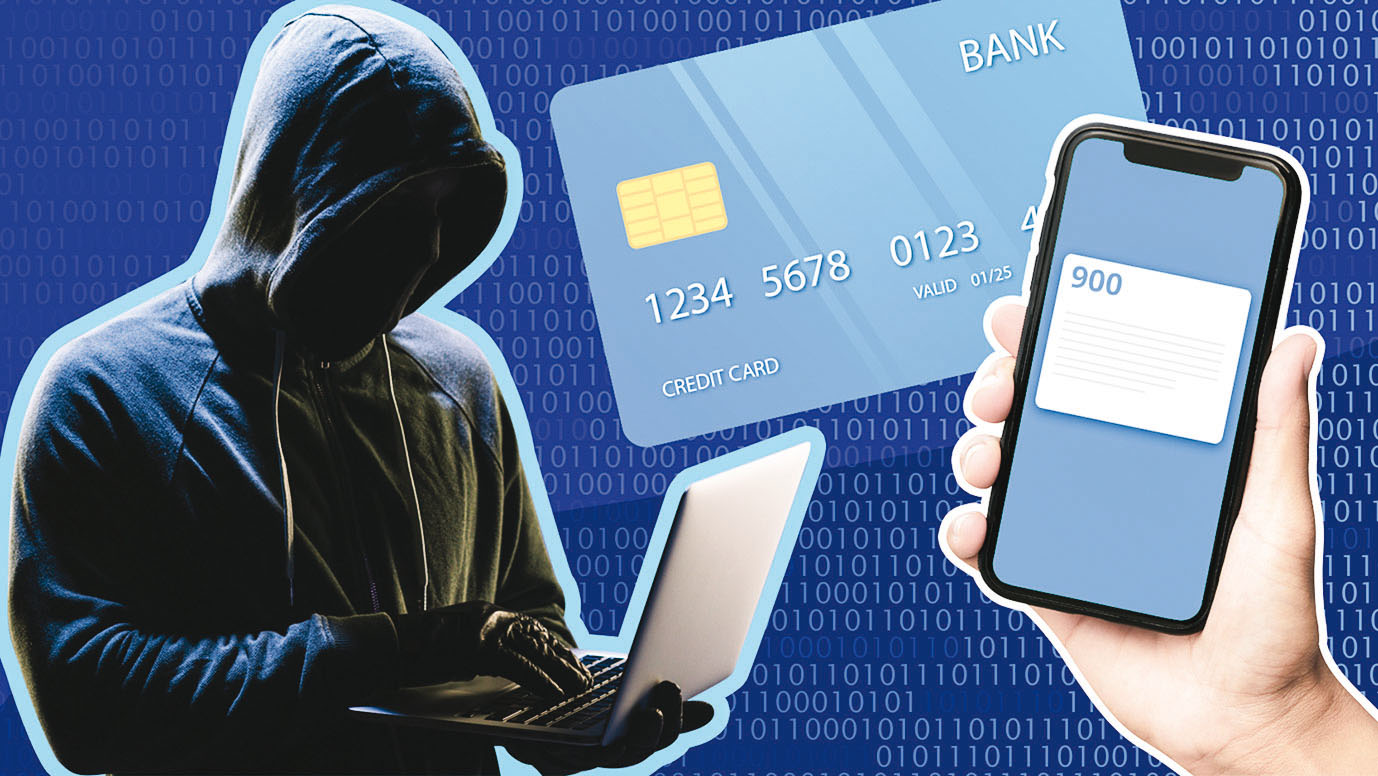 BANK
1234 5678 0123 4
VALID 01/25
CREDIT CARD
900